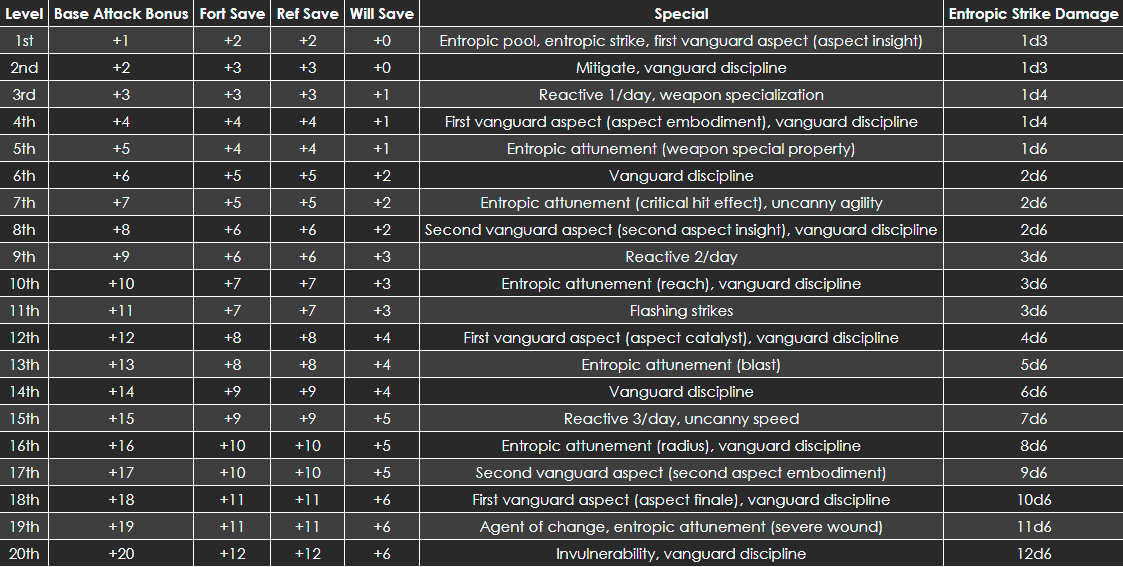 Level Base Attack Bonus Fort Save Ref Save Will Save Special Entropic Strike Damage
1st +1 +2 +2 +0 Entropic pool, entropic strike, first vanguard aspect (aspect insight) 1d3
2nd +2 +3 +3 +0 Mitigate, vanguard discipline 1d3
3rd +3 +3 +3 +1 Reactive 1/day, weapon specialization 1d4
4th +4 +4 +4 +1 First vanguard aspect (aspect embodiment), vanguard discipline 1d4
5th +5 +4 +4 +1 Entropic attunement (weapon special property) 1d6
6th +6 +5 +5 +2 Vanguard discipline 2d6
7th +7 +5 +5 +2 Entropic attunement (critical hit effect), uncanny agility 2d6
8th +8 +6 +6 +2 Second vanguard aspect (second aspect insight), vanguard discipline 2d6
9th +9 +6 +6 +3 Reactive 2/day 3d6
10th +10 +7 +7 +3 Entropic attunement (reach), vanguard discipline 3d6
11th +11 +7 +7 +3 Flashing strikes 3d6
12th +12 +8 +8 +4 First vanguard aspect (aspect catalyst), vanguard discipline 4d6
13th +13 +8 +8 +4 Entropic attunement (blast) 5d6
14th +14 +9 +9 +4 Vanguard discipline 6d6
15th +15 +9 +9 +5 Reactive 3/day, uncanny speed 7d6
16th +16 +10 +10 +5 Entropic attunement (radius), vanguard discipline 8d6
17th +17 +10 +10 +5 Second vanguard aspect (second aspect embodiment) 9d6
18th +18 +11 +11 +6 First vanguard aspect (aspect finale), vanguard discipline 10d6
19th +19 +11 +11 +6 Agent of change, entropic attunement (severe wound) 11d6
20th +20 +12 +12 +6 Invulnerability, vanguard discipline 12d6